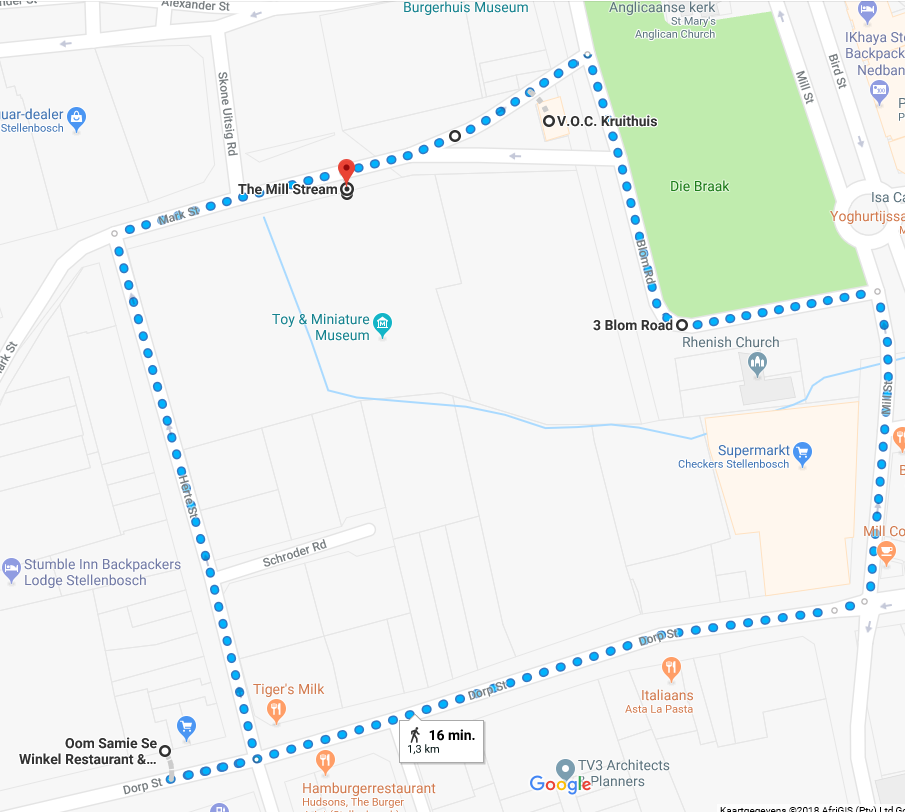 Alexander St
Burgerhuis Museum
Anglicaanse kerk
St Mary's
Anglican Church
IKhaya
Backpack
Nedban
Bird St
Mill St
Skone Uitsig Rd
uar-dealer
Stellenbosch
V.O.C. Kruithuis
Die Braak
The Mill Stream
Mark St
Isa Ca
Yoghurtijssa
Blom Rd
Toy & Miniature
Museum
3 Blom Road
Rhenish Church
Mill St
Supermarkt
Checkers Stellenbosch
Herte St
Schroder Rd
Mill Co
Stumble Inn Backpackers
Lodge Stellenbosch
Dorp St
Italiaans
Asta La Pasta
Tiger's Milk
Dorp St
16 min.
1,3 km
Oom Samie Se
Winkel Restaurant &...
Dorp St
TV3 Architects
Planners
Google
Hamburgerrestaurant
Hudsons, The Burger
Kaartgegevens ©2018 AfriGIS (Pty) Ltd